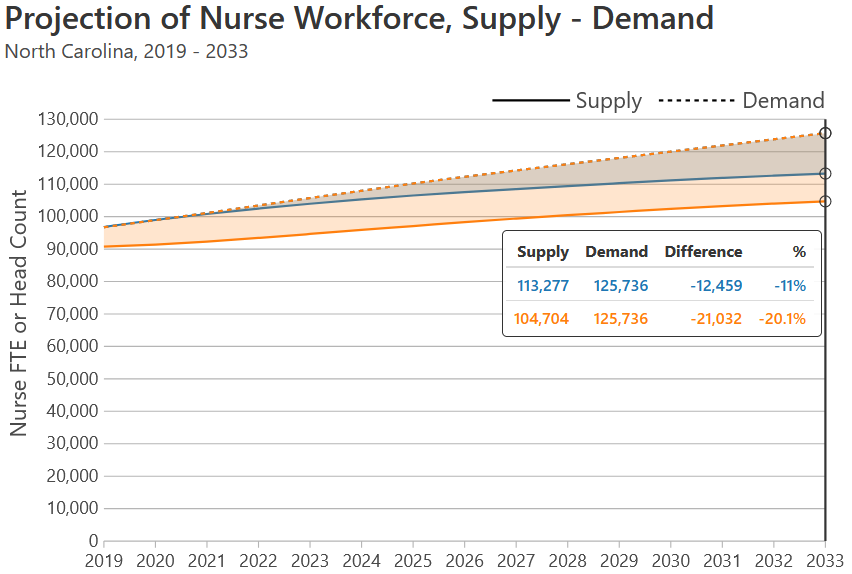 Projection of Nurse Workforce, Supply - Demand
North Carolina, 2019 - 2033
Supply Demand
Nurse FTE or Head Count
130,000
120,000
110,000
100,000
90,000
80,000
70,000
60,000
50,000
40,000
30,000
20,000
10,000
0
Supply Demand Difference %
113,277 125,736 -12,459 -11%
104,704 125,736 -21,032 -20.1%
2019 2020 2021 2022 2023 2024 2025 2026 2027 2028 2029 2030 2031 2032 2033